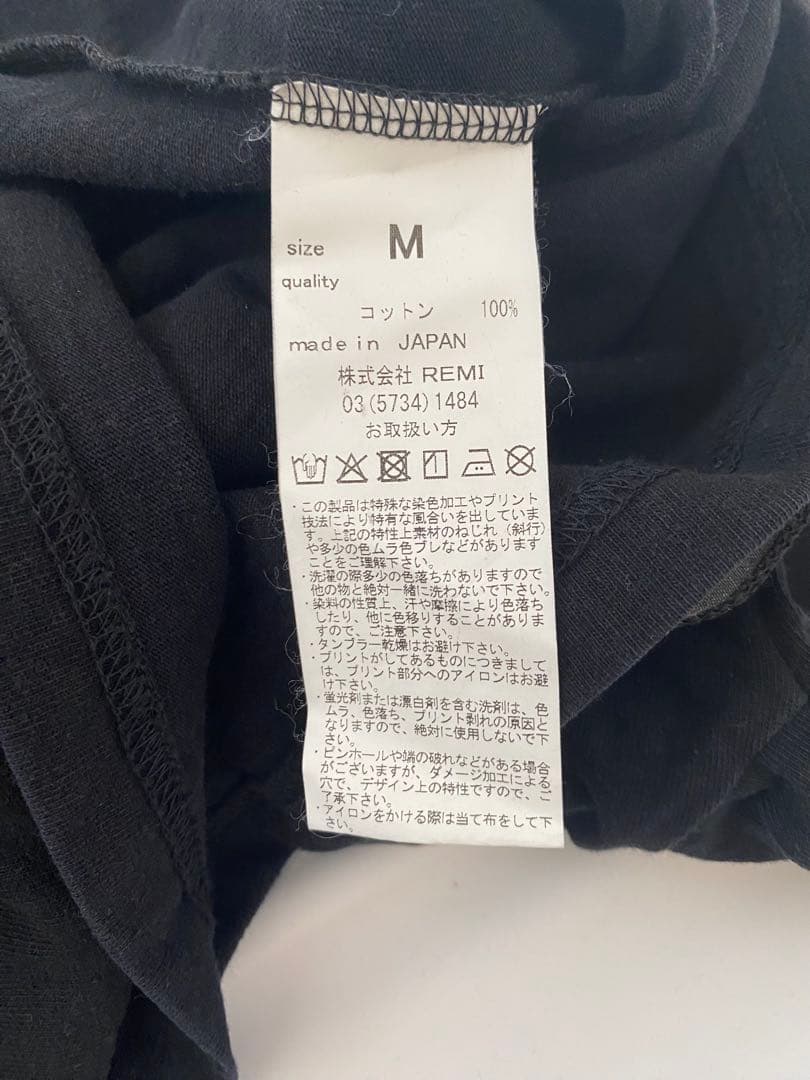 size M
quality
コットン 100%
made in JAPAN
株式会社 REMI
03(5734)1484
お取扱い方
・この製品は特殊な染色加工やプリント
技法により特有な風合いを出していま
す。上記の特性上素材のねじれ(斜行)
や多少の色ムラ色ブレなどがあります
ことをご理解下さい。
・洗濯の際多少の色落ちがありますので
他の物と絶対一緒に洗わないで下さい。
・染料の性質上、汗や摩擦により色落ち
したり、他に色移りすることがありま
すので、ご注意下さい。
・タンブラー乾燥はお避け下さい。
・プリントがしてあるものにつきまして
は、プリント部分へのアイロンはお避
け下さい。
・蛍光剤または漂白剤を含む洗剤は、色
ムラ、色落ち、プリント剥れの原因と
なりますので、絶対に使用しないで下
さい。
・ピンホールや端の破れなどがある場合
がございますが、ダメージ加工による
穴で、デザイン上の特性ですので、ご
了承下さい。
・アイロンをかける際は当て布をして下
さい。